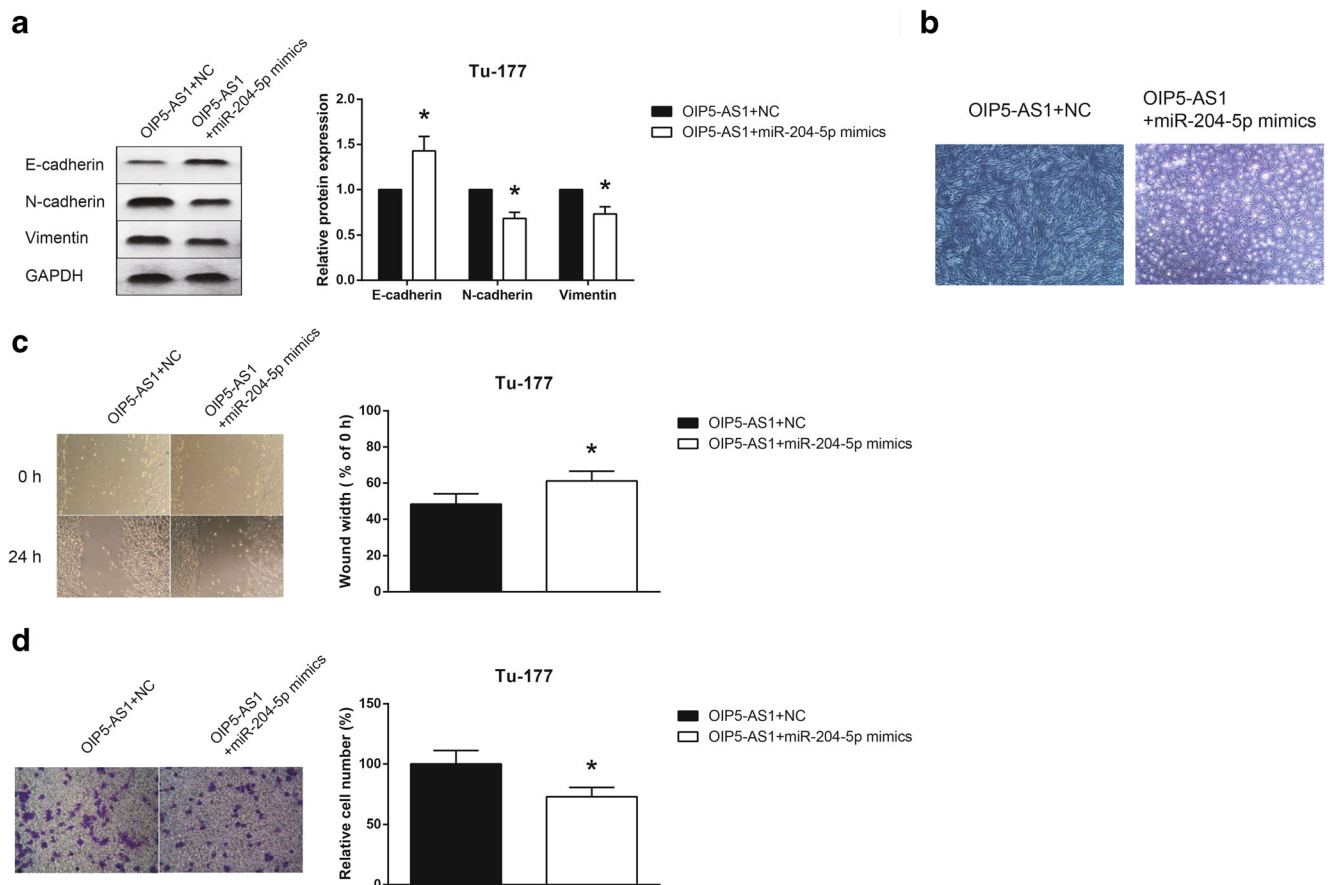 a
OIP5-AS1+NC
OIP5-AS1
+miR-204-5p mimics
E-cadherin
N-cadherin
Vimentin
GAPDH
Tu-177
Relative protein expression
2.0
1.5
1.0
0.5
0.0
*
*
*
E-cadherin
N-cadherin
Vimentin
OIP5-AS1+NC
OIP5-AS1+miR-204-5p mimics
b
OIP5-AS1+NC
OIP5-AS1
+miR-204-5p mimics
c
OIP5-AS1+NC
OIP5-AS1
+miR-204-5p mimics
0 h
24 h
Tu-177
Wound width ( % of 0 h)
100
80
60
40
20
0
*
OIP5-AS1+NC
OIP5-AS1+miR-204-5p mimics
d
OIP5-AS1+NC
OIP5-AS1
+miR-204-5p mimics
Tu-177
Relative cell number (%)
150
100
50
0
*
OIP5-AS1+NC
OIP5-AS1+miR-204-5p mimics